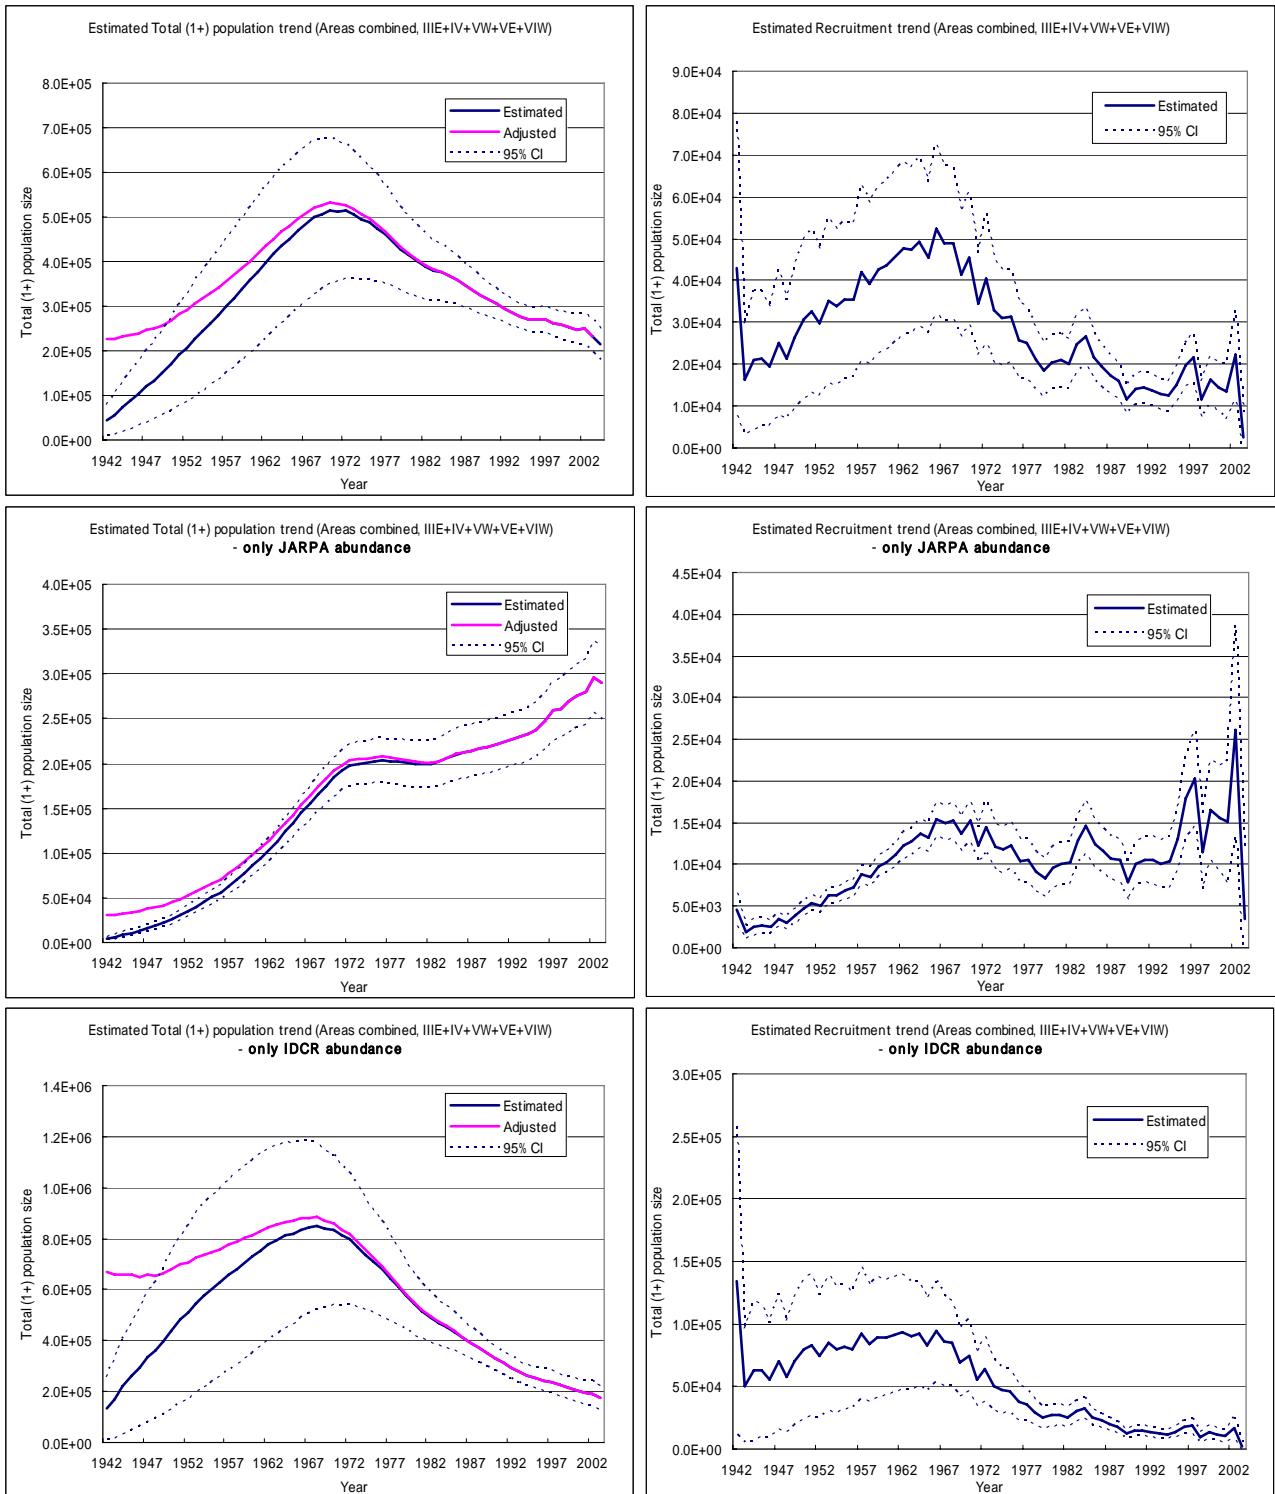 Estimated Total (1+) population trend (Areas combined, IIIE+IV+VW+VE+VIW)
8.0E+05
7.0E+05
6.0E+05
5.0E+05
4.0E+05
3.0E+05
2.0E+05
1.0E+05
0.0E+00
Total (1+) population size
Estimated
Adjusted
95% CI
1942 1947 1952 1957 1962 1967 1972 1977 1982 1987 1992 1997 2002
Year
Estimated Recruitment trend (Areas combined, IIIE+IV+VW+VE+VIW)
9.0E+04
8.0E+04
7.0E+04
6.0E+04
5.0E+04
4.0E+04
3.0E+04
2.0E+04
1.0E+04
0.0E+00
Total (1+) population size
Estimated
95% CI
1942 1947 1952 1957 1962 1967 1972 1977 1982 1987 1992 1997 2002
Year
Estimated Total (1+) population trend (Areas combined, IIIE+IV+VW+VE+VIW)
- only JARPA abundance
4.0E+05
3.5E+05
3.0E+05
2.5E+05
2.0E+05
1.5E+05
1.0E+05
5.0E+04
0.0E+00
Total (1+) population size
Estimated
Adjusted
95% CI
1942 1947 1952 1957 1962 1967 1972 1977 1982 1987 1992 1997 2002
Year
Estimated Recruitment trend (Areas combined, IIIE+IV+VW+VE+VIW)
- only JARPA abundance
4.5E+04
4.0E+04
3.5E+04
3.0E+04
2.5E+04
2.0E+04
1.5E+04
1.0E+04
5.0E+03
0.0E+00
Total (1+) population size
Estimated
95% CI
1942 1947 1952 1957 1962 1967 1972 1977 1982 1987 1992 1997 2002
Year
Estimated Total (1+) population trend (Areas combined, IIIE+IV+VW+VE+VIW)
- only IDCR abundance
1.4E+06
1.2E+06
1.0E+06
8.0E+05
6.0E+05
4.0E+05
2.0E+05
0.0E+00
Total (1+) population size
Estimated
Adjusted
95% CI
1942 1947 1952 1957 1962 1967 1972 1977 1982 1987 1992 1997 2002
Year
Estimated Recruitment trend (Areas combined, IIIE+IV+VW+VE+VIW)
- only IDCR abundance
3.0E+05
2.5E+05
2.0E+05
1.5E+05
1.0E+05
5.0E+04
0.0E+00
Total (1+) population size
Estimated
95% CI
1942 1947 1952 1957 1962 1967 1972 1977 1982 1987 1992 1997 2002
Year